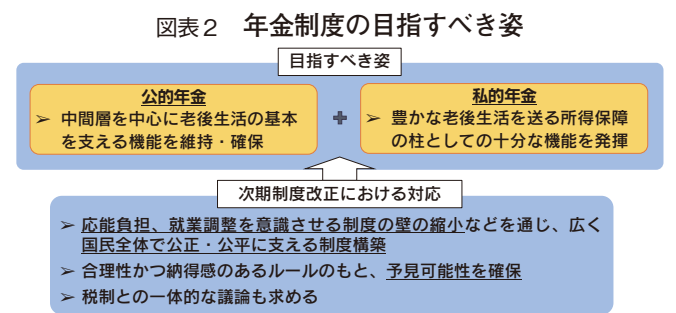 図表２　年金制度の目指すべき姿
目指すべき姿
公的年金
➢ 中間層を中心に老後生活の基本
を支える機能を維持・確保
+
私的年金
➢ 豊かな老後生活を送る所得保障
の柱としての十分な機能を発揮
次期制度改正における対応
➢ 応能負担、就業調整を意識させる制度の壁の縮小などを通じ、広く
国民全体で公正・公平に支える制度構築
➢ 合理性かつ納得感のあるルールのもと、予見可能性を確保
➢ 税制との一体的な議論も求める